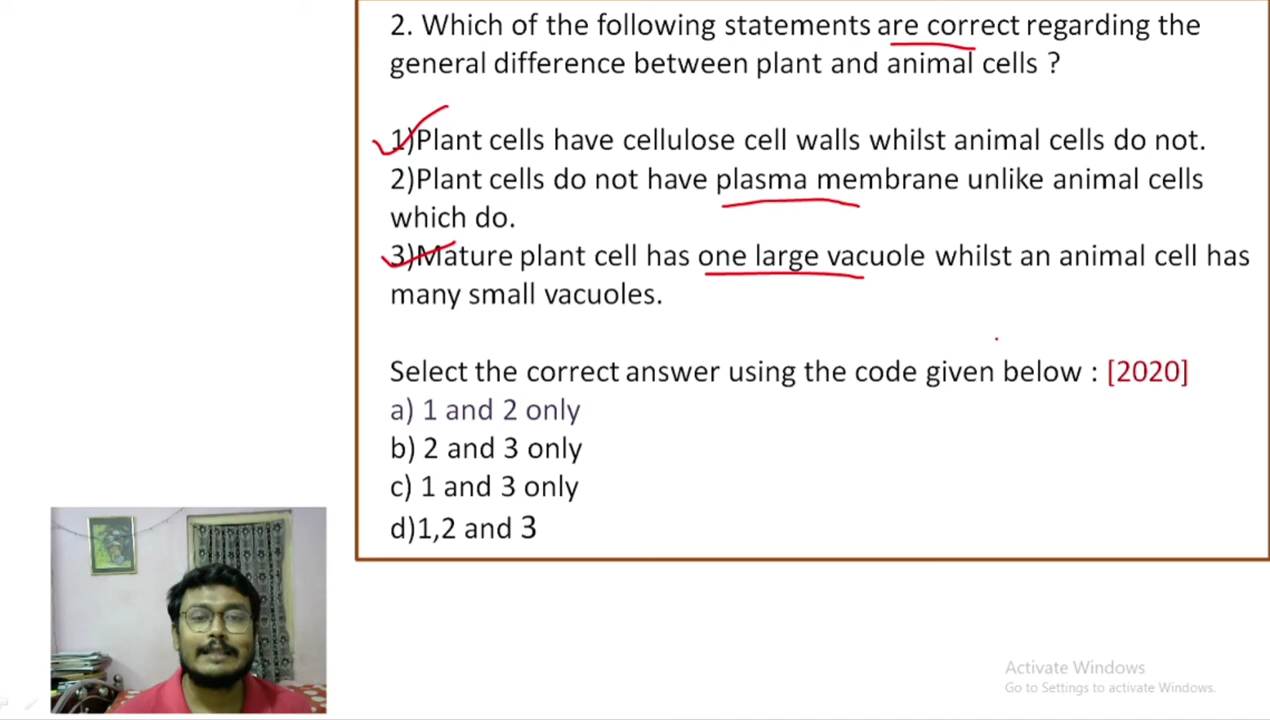 2. Which of the following statements are correct regarding the
general difference between plant and animal cells ?
1)Plant cells have cellulose cell walls whilst animal cells do not.
2)Plant cells do not have plasma membrane unlike animal cells
which do.
3)Mature plant cell has one large vacuole whilst an animal cell has
many small vacuoles.
Select the correct answer using the code given below : [2020]
a) 1 and 2 only
b) 2 and 3 only
c) 1 and 3 only
d)1,2 and 3
Activate Windows
Go to Settings to activate Windows.